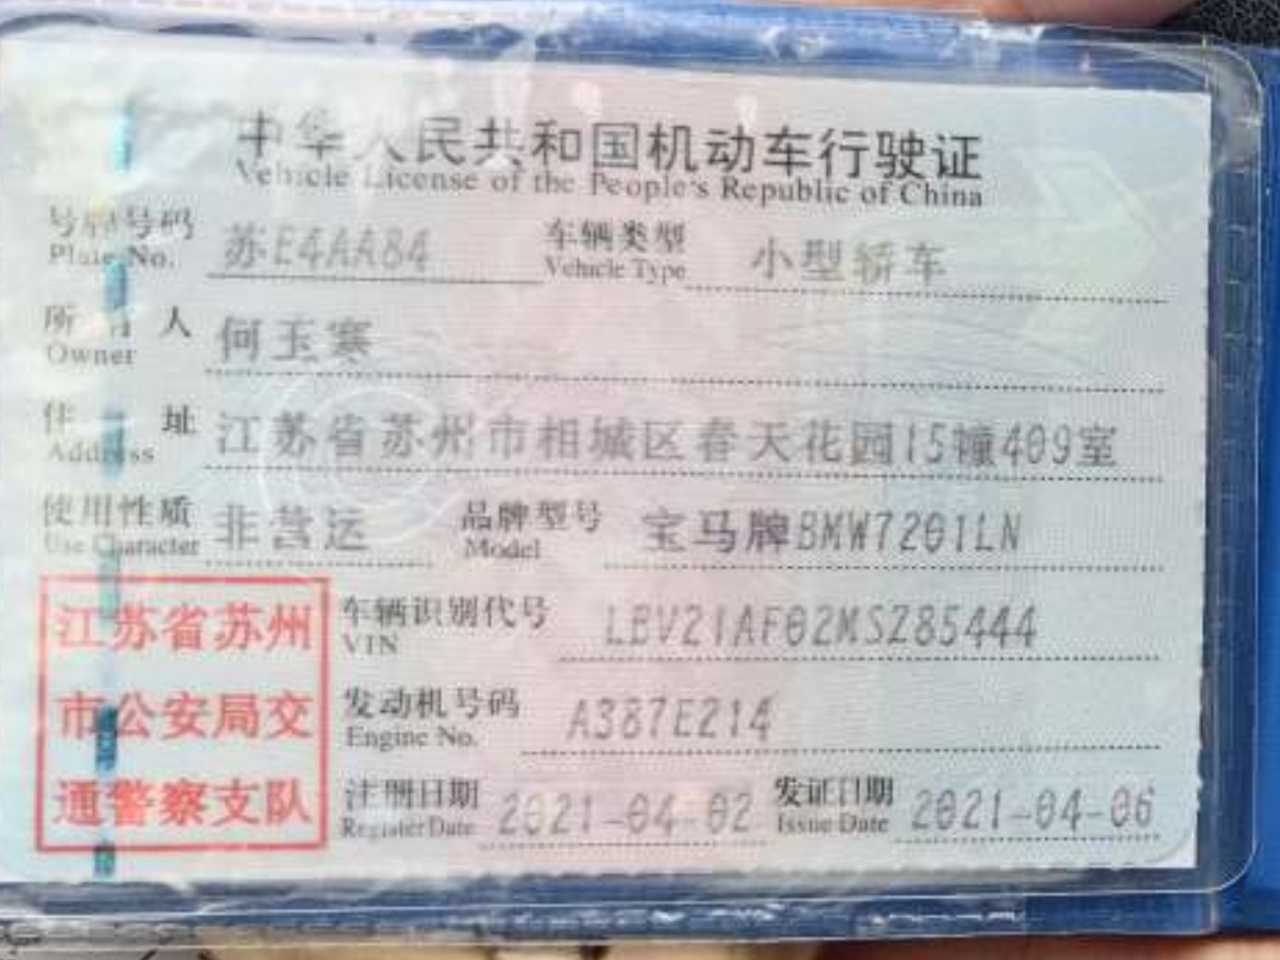 中华人民共和国机动车行驶证
Vehicle License of the People's Republic of China
号牌号码 苏E4AA84 车辆类型 小型轿车
Plate No. Vehicle Type
所有人 何玉寒
Owner
住址 江苏省苏州市相城区春天花园15幢409室
Address
使用性质 非营运 品牌型号 宝马牌BMW7201LN
Use Character Model
江苏省苏州
市公安局交
通警察支队
车辆识别代号 LBV21AF02MSZ85444
VIN
发动机号码 A387E214
Engine No.
注册日期 2021-04-02 发证日期 2021-04-06
Register Date Issue Date